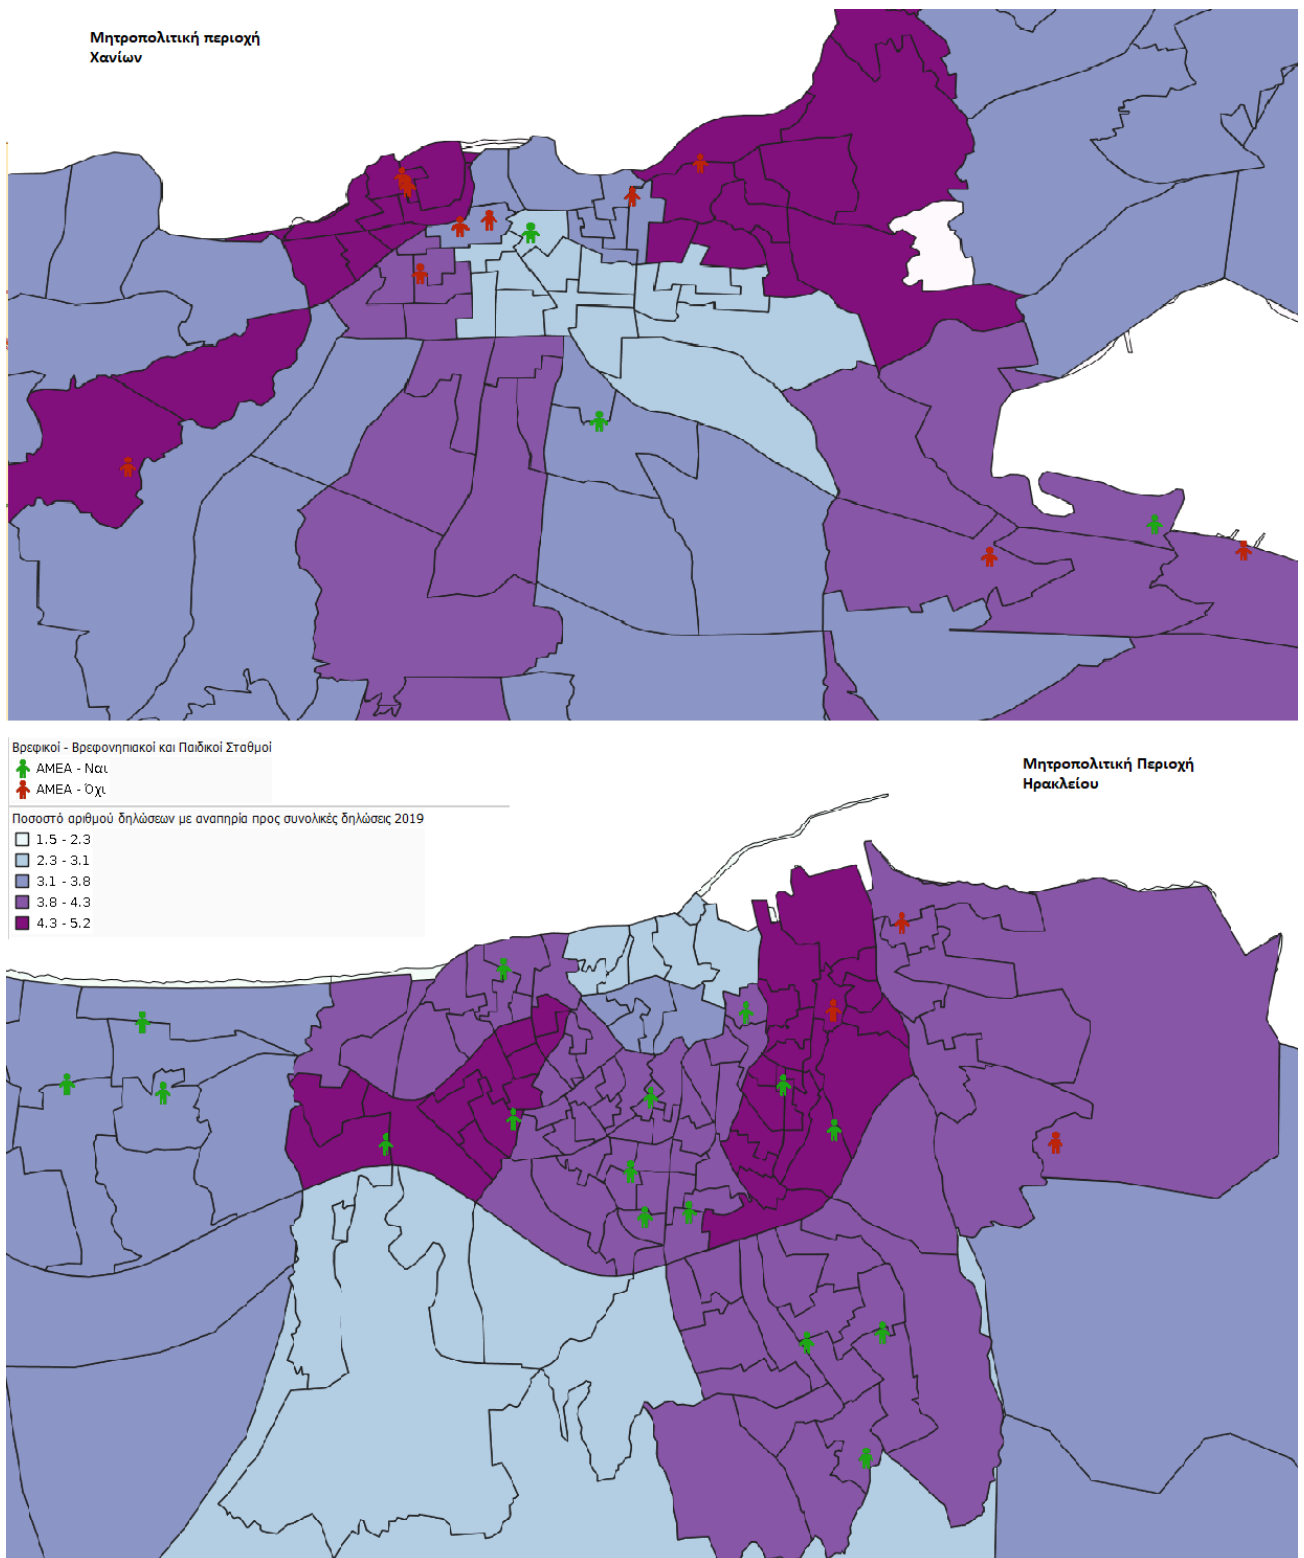 Μητροπολιτική περιοχή
Χανίων
Βρεφικοί - Βρεφονηπιακοί και Παιδικοί Σταθμοί
ΑΜΕΑ - Ναι
ΑΜΕΑ - Όχι
Ποσοστό αριθμού δηλώσεων με αναπηρία προς συνολικές δηλώσεις 2019
1.5 - 2.3
2.3 - 3.1
3.1 - 3.8
3.8 - 4.3
4.3 - 5.2
Μητροπολιτική Περιοχή
Ηρακλείου